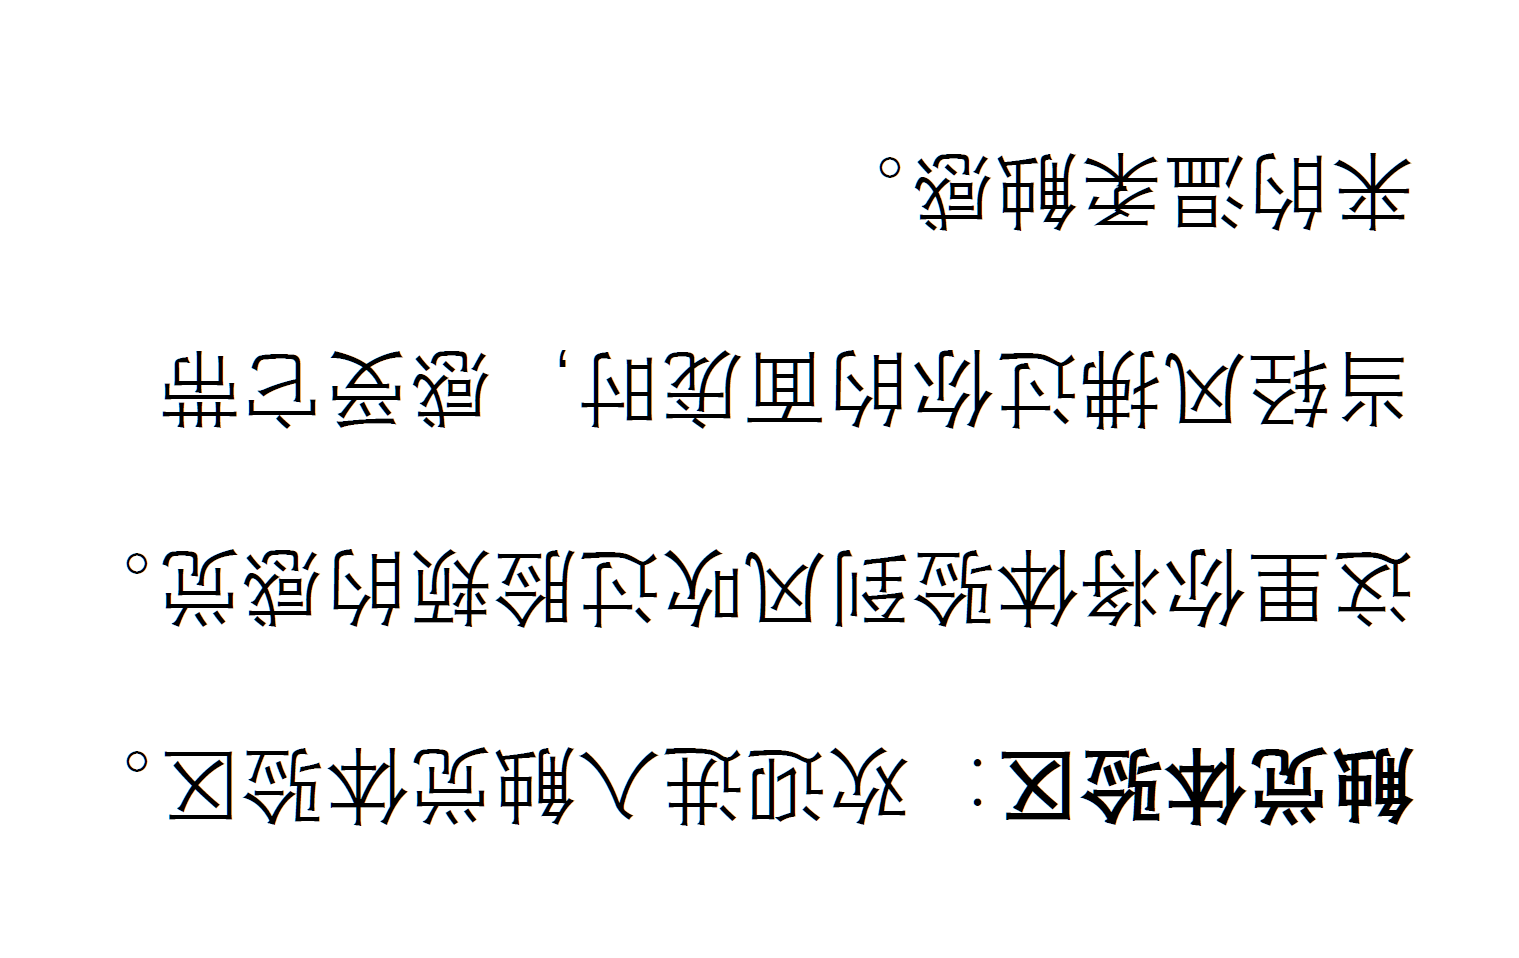 触觉体验区：欢迎进入触觉体验区。
这里你将体验到风吹过脸颊的感觉。
当轻风拂过你的面庞时，感受它带
来的温柔触感。